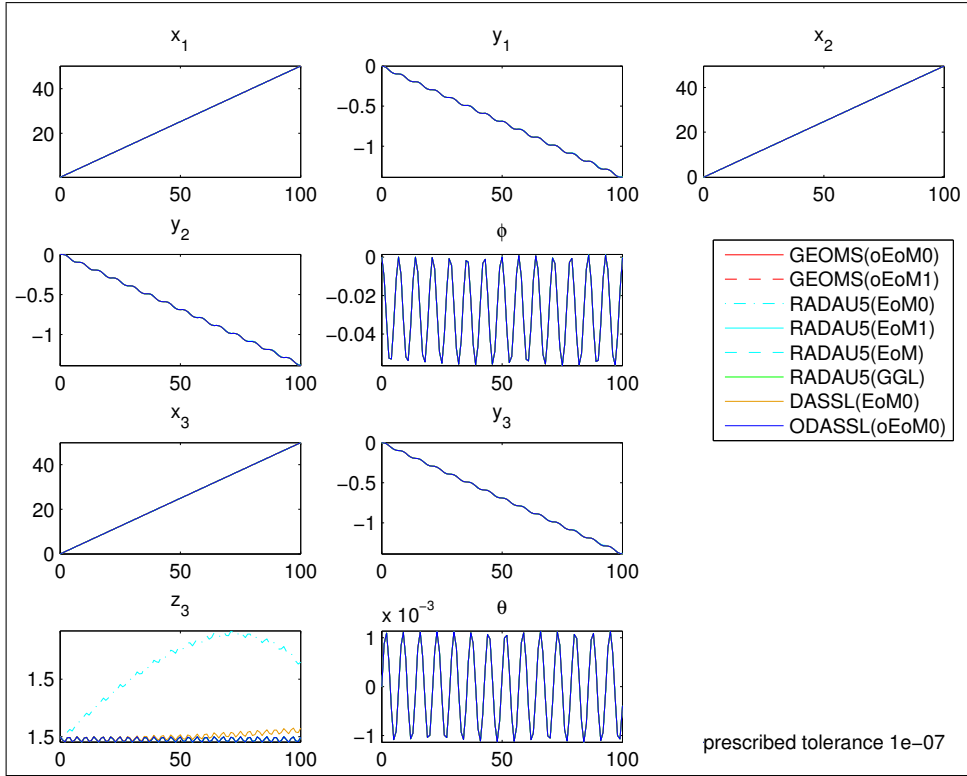 x1
y1
x2
40
20
0
50
100
0
−0.5
−1
0
50
100
40
20
0
0
50
100
y2
ϕ
0
−0.5
−1
0
50
100
0
−0.02
−0.04
0
50
100
GEOMS(oEoM0)
GEOMS(oEoM1)
RADAU5(EoM0)
RADAU5(EoM1)
RADAU5(EoM)
RADAU5(GGL)
DASSL(EoM0)
ODASSL(oEoM0)
x3
y3
40
20
0
0
50
100
0
−0.5
−1
0
50
100
z3
θ
1.5
1.5
0
50
100
x 10−3
1
0
−1
0
50
100
prescribed tolerance 1e−07